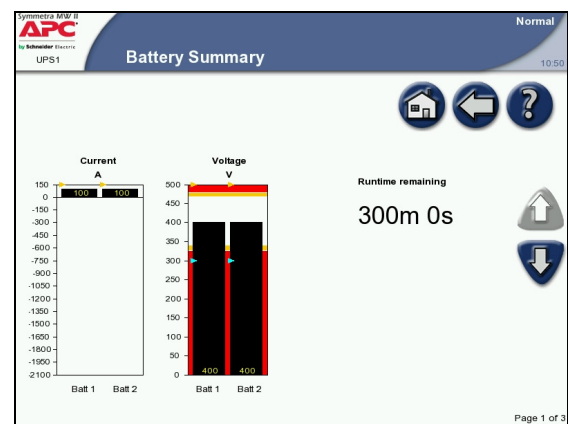 Symmetra MW II
APC
by Schneider Electric
UPS1
Battery Summary
Normal
10:50
?
Current
A
150
0
-150
-300
-450
-600
-750
-900
-1050
-1200
-1350
-1500
-1650
-1800
-1950
-2100
100 100
Batt 1 Batt 2
Voltage
V
500
450
400
350
300
250
200
150
100
50
0
400 400
Batt 1 Batt 2
Runtime remaining
300m 0s
Page 1 of 3